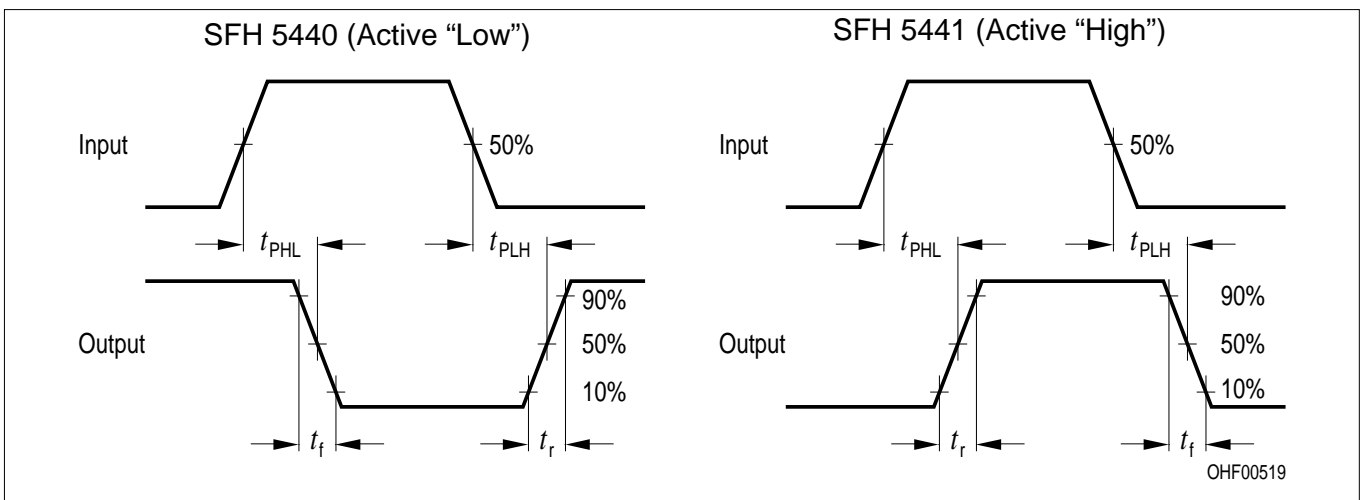 SFH 5440 (Active “Low”)
Input
50%
tPHL
tPLH
Output
90%
50%
10%
tf
tr
SFH 5441 (Active “High”)
Input
50%
tPHL
tPLH
Output
90%
50%
10%
tr
tf
OHF00519